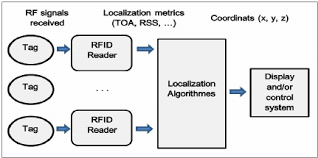 RF signals
received
Localization metrics
(TOA, RSS, ...)
Coordinats (x, y, z)
Tag
RFID
Reader
Tag
. . .
Localization
Algorithmes
Display
and/or
control
system
Tag
RFID
Reader